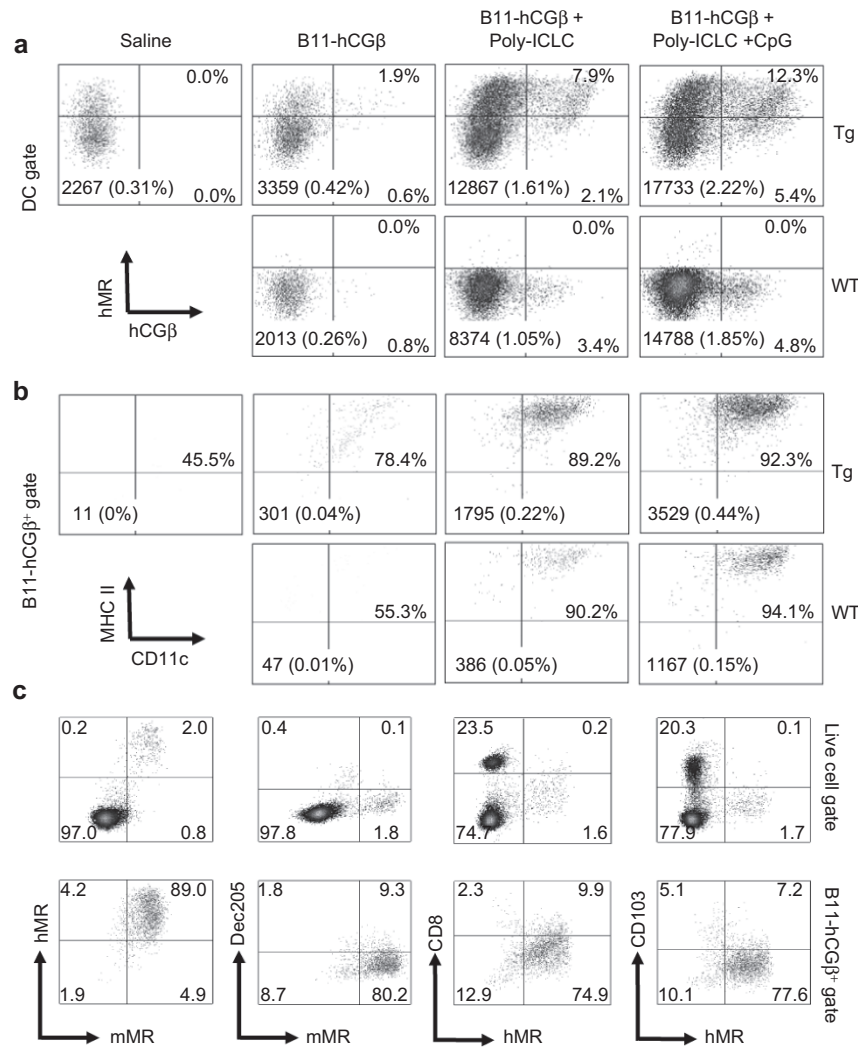 a
Saline
B11-hCGβ
B11-hCGβ +
Poly-ICLC
B11-hCGβ +
Poly-ICLC +CpG
DC gate
0.0%
2267 (0.31%)
0.0%
1.9%
3359 (0.42%)
0.6%
7.9%
12867 (1.61%)
2.1%
12.3%
17733 (2.22%)
5.4%
Tg
hMR
hCGβ
0.0%
2013 (0.26%)
0.8%
0.0%
8374 (1.05%)
3.4%
0.0%
14788 (1.85%)
4.8%
WT
b
B11-hCGβ+ gate
45.5%
11 (0%)
78.4%
301 (0.04%)
89.2%
1795 (0.22%)
92.3%
3529 (0.44%)
Tg
MHC II
CD11c
55.3%
47 (0.01%)
90.2%
386 (0.05%)
94.1%
1167 (0.15%)
WT
c
0.2 2.0
97.0 0.8
0.4 0.1
97.8 1.8
23.5 0.2
74.7 1.6
20.3 0.1
77.9 1.7
Live cell gate
hMR
4.2 89.0
1.9 4.9
mMR
Dec205
1.8 9.3
8.7 80.2
mMR
CD8
2.3 9.9
12.9 74.9
hMR
CD103
5.1 7.2
10.1 77.6
hMR
B11-hCGβ+ gate